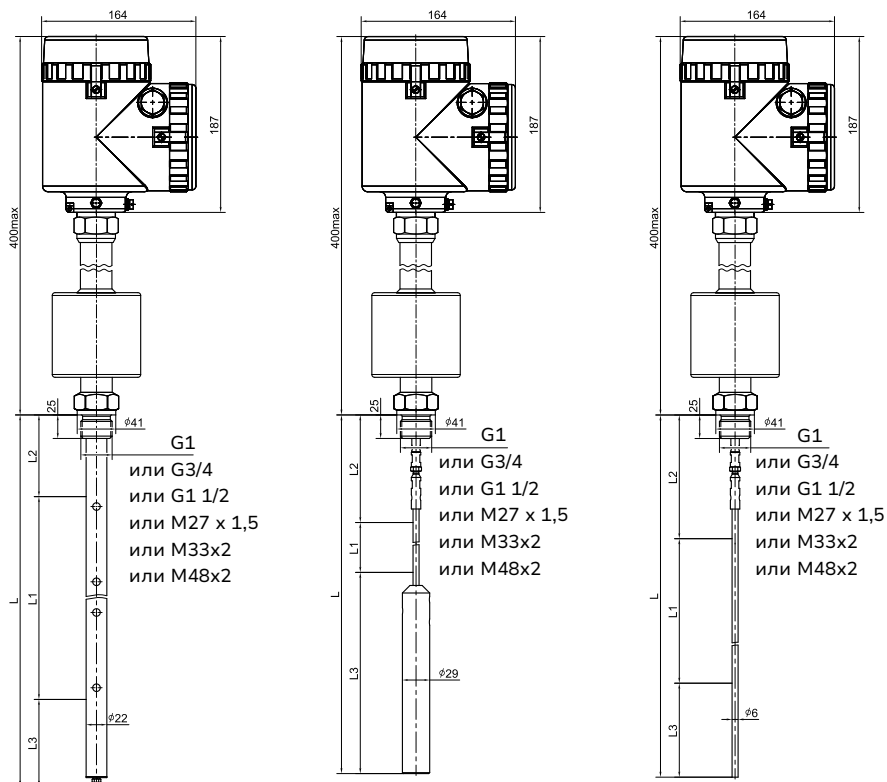 164
187
400max
25
ϕ41
G1
или G3/4
или G1 1/2
или M27 x 1,5
или M33x2
или M48x2
L2
L1
L
L3
ϕ22
164
187
400max
25
ϕ41
G1
или G3/4
или G1 1/2
или M27 x 1,5
или M33x2
или M48x2
L2
L1
L
L3
ϕ29
164
187
400max
25
ϕ41
G1
или G3/4
или G1 1/2
или M27 x 1,5
или M33x2
или M48x2
L2
L1
L
L3
ϕ6